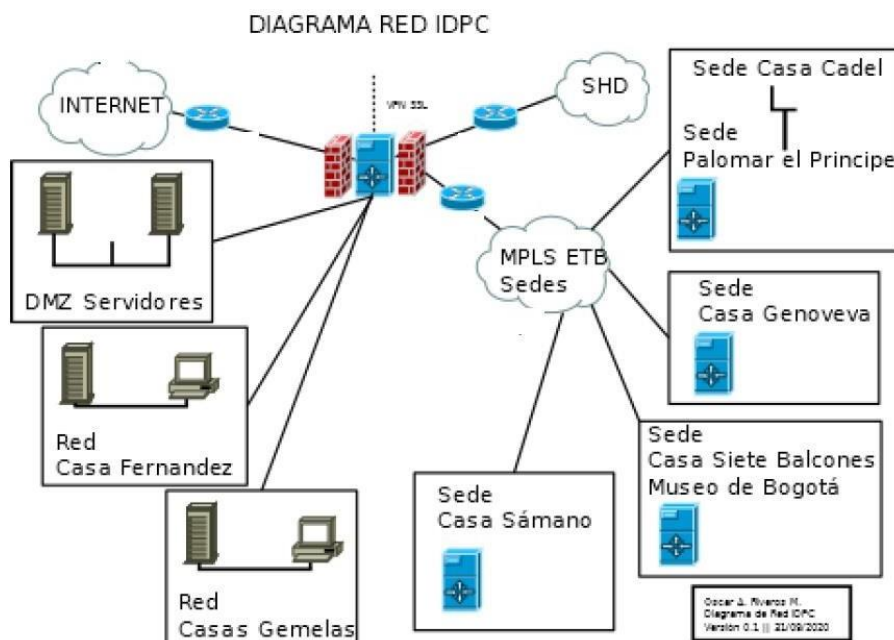 DIAGRAMA RED IDPC
INTERNET
VPN SSL
SHD
Sede Casa Cadel
Sede
Palomar el Principe
DMZ Servidores
MPLS ETB
Sedes
Sede
Casa Genoveva
Red
Casa Fernandez
Sede
Casa Siete Balcones
Museo de Bogotá
Sede
Casa Sámano
Red
Casas Gemelas
Oscar A. Riveros M.
Diagrama de Red IDPC
Versión 0.1 || 21/09/2020